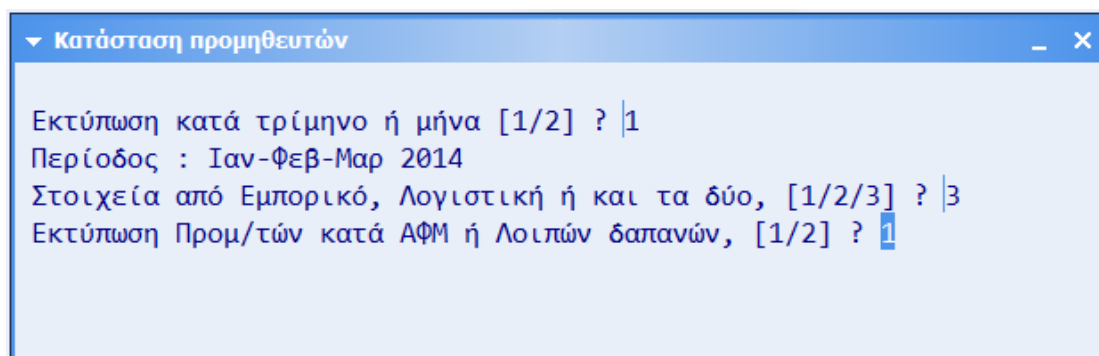 Κατάσταση προμηθευτών
Εκτύπωση κατά τρίμηνο ή μήνα [1/2] ? 1
Περίοδος : Ιαν-Φεβ-Μαρ 2014
Στοιχεία από Εμπορικό, Λογιστική ή και τα δύο, [1/2/3] ? 3
Εκτύπωση Προμ/τών κατά ΑΦΜ ή Λοιπών δαπανών, [1/2] ? 1